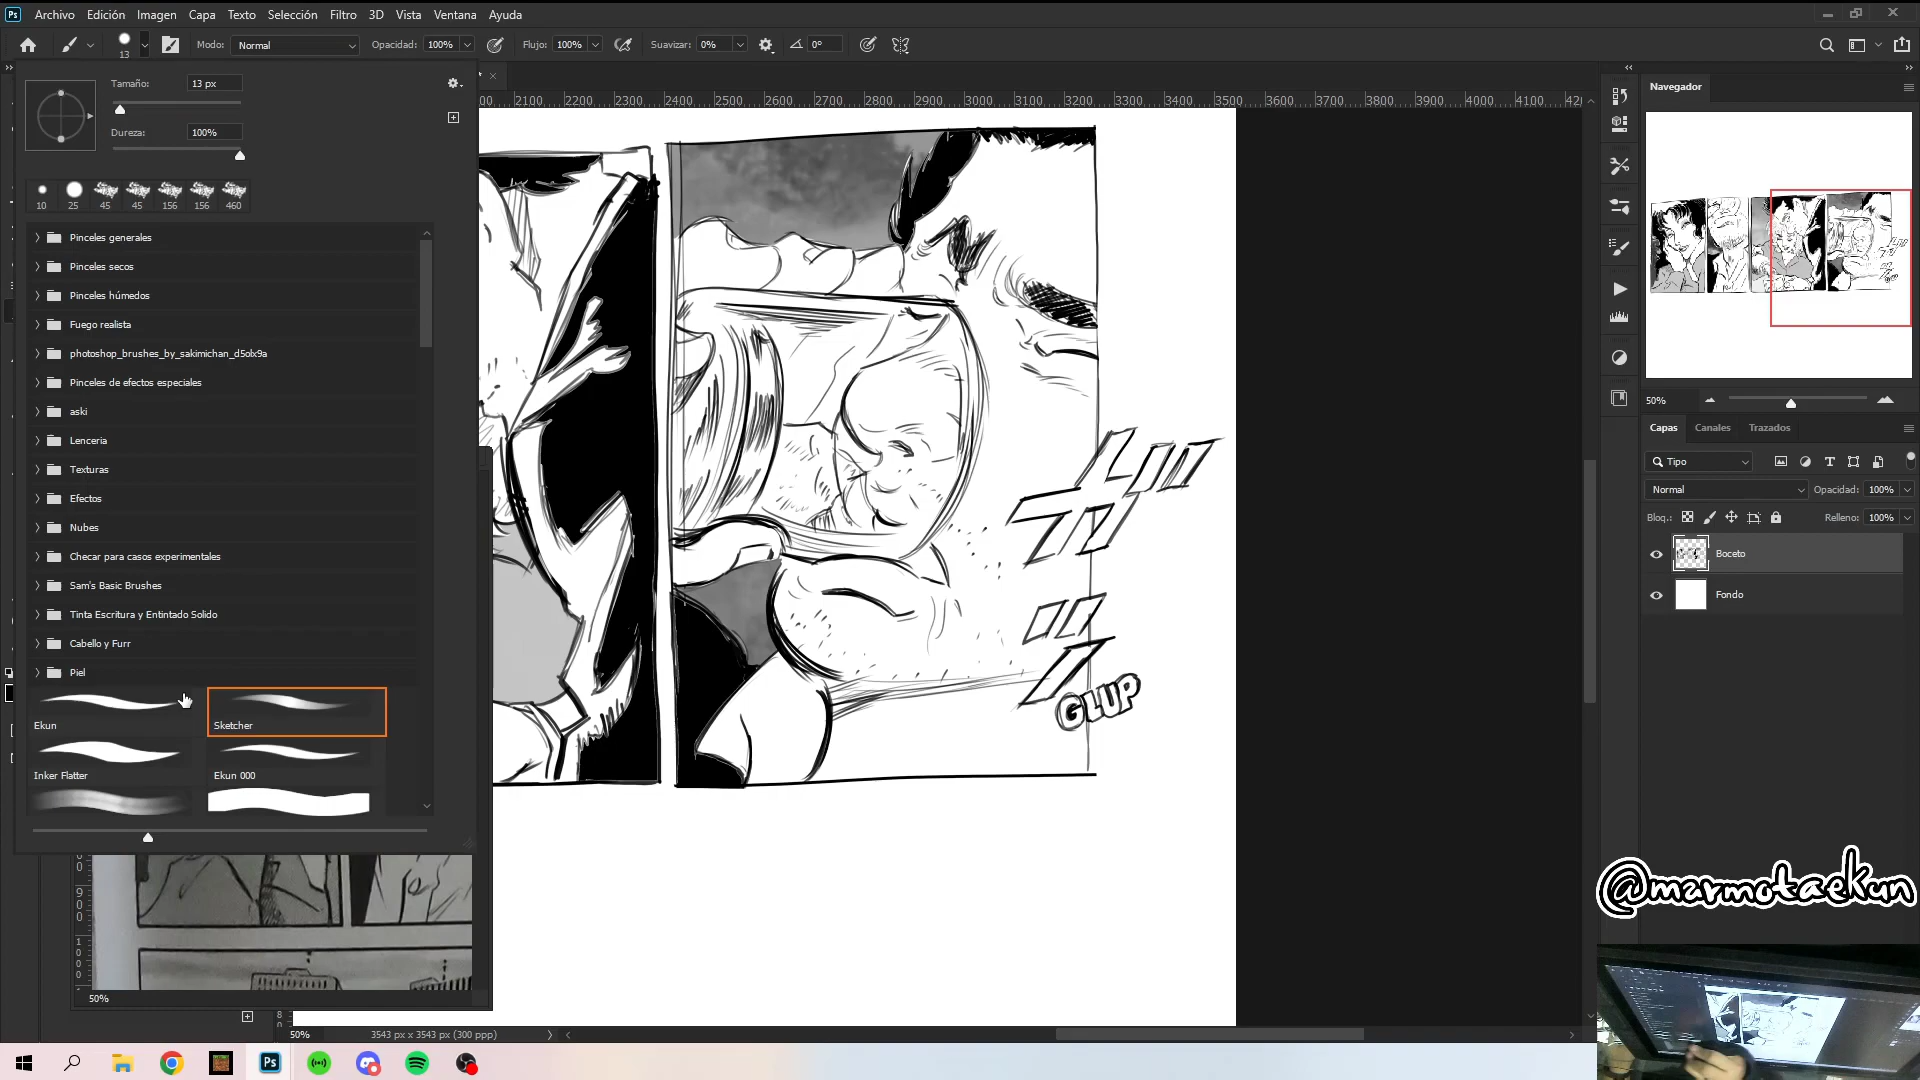 Ps Archivo Edición Imagen Capa Texto Selección Filtro 3D Vista Ventana Ayuda
13 Modo: Normal Opacidad: 100% Flujo: 100% Suavizar: 0% 0°
Tamaño: 13 px
Dureza: 100%
10 25 45 45 156 156 460
Pinceles generales
Pinceles secos
Pinceles húmedos
Fuego realista
photoshop_brushes_by_sakimichan_d5olx9a
Pinceles de efectos especiales
aski
Lenceria
Texturas
Efectos
Nubes
Checar para casos experimentales
Sam's Basic Brushes
Tinta Escritura y Entintado Solido
Cabello y Furr
Piel
Ekun Sketcher
Inker Flatter Ekun 000
50%
2100 2200 2300 2400 2500 2600 2700 2800 2900 3000 3100 3200 3300 3400 3500 3600 3700 3800 3900 4000 4100
GLUP
50% 3543 px x 3543 px (300 ppp)
Navegador
50%
Capas Canales Trazados
Tipo
Normal Opacidad: 100%
Bloq.: Relleno: 100%
Boceto
Fondo
@marmotaekun
Ps